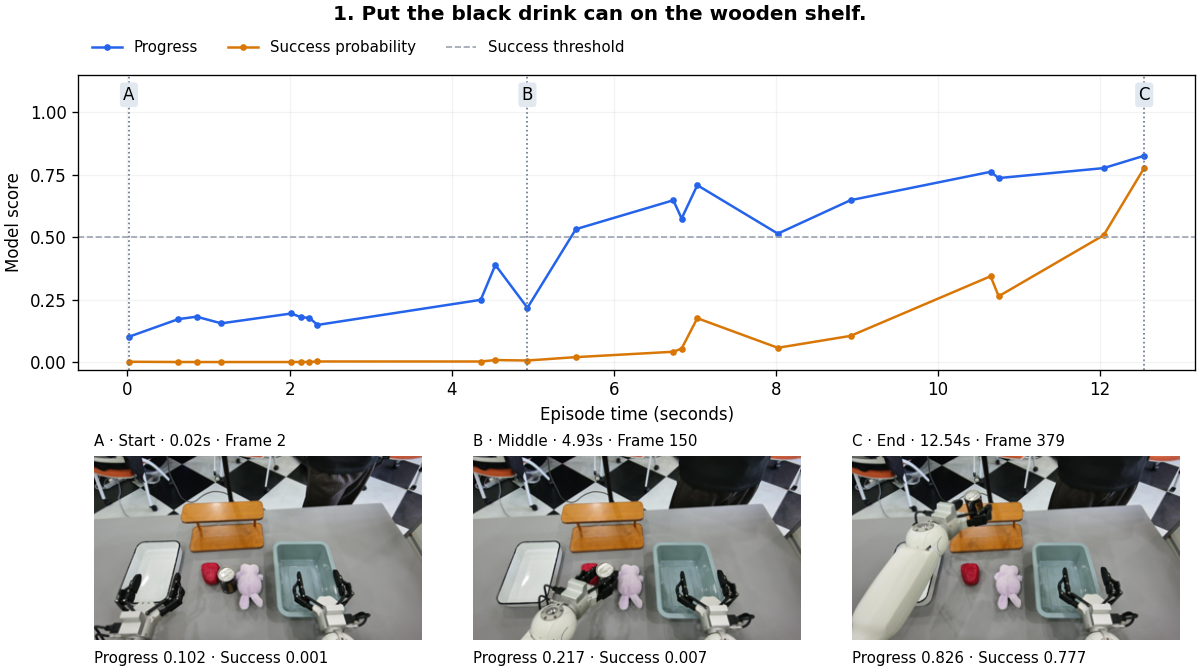 1. Put the black drink can on the wooden shelf.
Progress
Success probability
Success threshold
A
B
C
1.00
0.75
0.50
0.25
0.00
Model score
0
2
4
6
8
10
12
Episode time (seconds)
A · Start · 0.02s · Frame 2
B · Middle · 4.93s · Frame 150
C · End · 12.54s · Frame 379
Progress 0.102 · Success 0.001
Progress 0.217 · Success 0.007
Progress 0.826 · Success 0.777